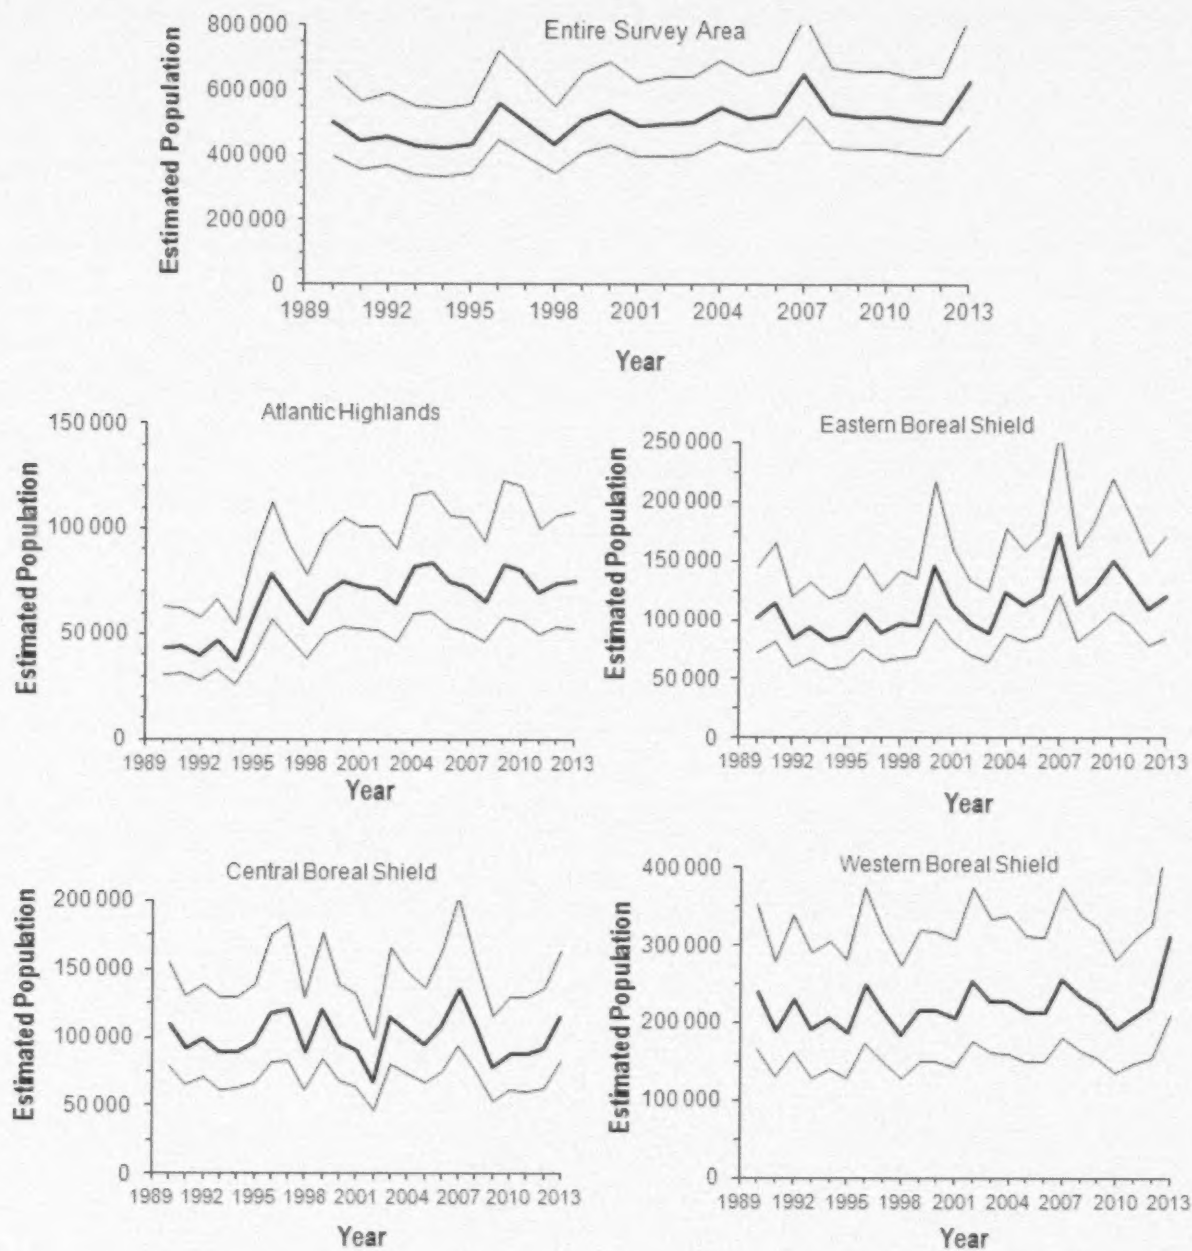 Entire Survey Area
Estimated Population
800 000
600 000
400 000
200 000
0
1989 1992 1995 1998 2001 2004 2007 2010 2013
Year
Atlantic Highlands
Estimated Population
150 000
100 000
50 000
0
1989 1992 1995 1998 2001 2004 2007 2010 2013
Year
Eastern Boreal Shield
Estimated Population
250 000
200 000
150 000
100 000
50 000
0
1989 1992 1995 1998 2001 2004 2007 2010 2013
Year
Central Boreal Shield
Estimated Population
200 000
150 000
100 000
50 000
0
1989 1992 1995 1998 2001 2004 2007 2010 2013
Year
Western Boreal Shield
Estimated Population
400 000
300 000
200 000
100 000
0
1989 1992 1995 1998 2001 2004 2007 2010 2013
Year